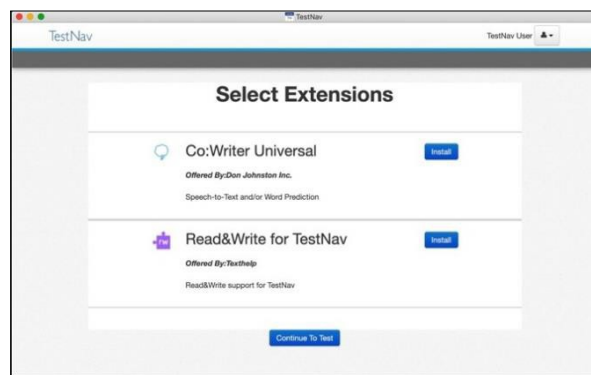 TestNav
TestNav
TestNav User
Select Extensions
Co:Writer Universal
Install
Offered By:Don Johnston Inc.
Speech-to-Text and/or Word Prediction
Read&Write for TestNav
Install
Offered By:Texthelp
Read&Write support for TestNav
Continue To Test